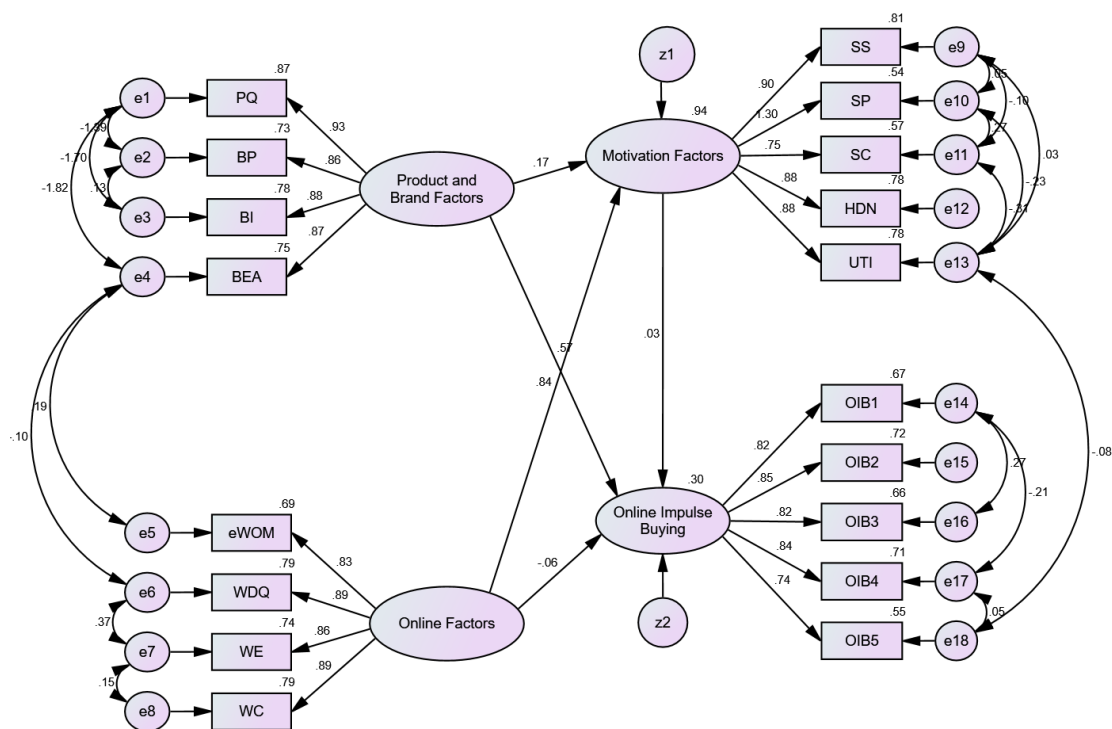 .87
e1
PQ
-1.39
.93
.73
e2
BP
-1.70
.86
.13
.78
-1.82
e3
BI
.88
.75
.87
e4
BEA
Product and
Brand Factors
.17
z1
.94
Motivation Factors
.81
.90
SS
e9
.05
.54
-.10
1.30
SP
e10
.27
.57
.75
SC
e11
.03
.78
-.23
.88
HDN
e12
-.31
.78
.88
UTI
e13
.57
.84
.03
-.08
.19
-.10
.69
e5
eWOM
.83
.79
e6
WDQ
.89
.37
.74
e7
WE
.86
.15
.79
.89
e8
WC
Online Factors
-.06
.30
Online Impulse
Buying
z2
.67
.82
OIB1
e14
.72
.27
.85
OIB2
e15
-.21
.66
.82
OIB3
e16
.71
.84
OIB4
e17
.05
.55
.74
OIB5
e18